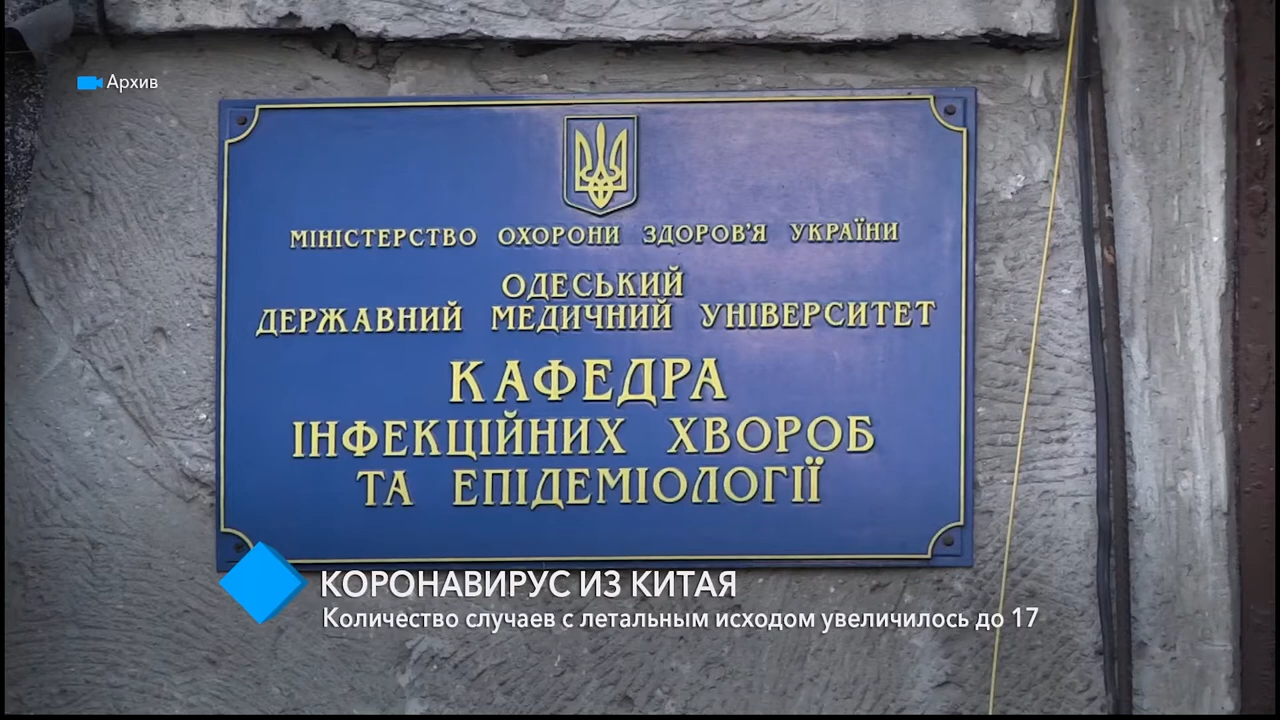 Архив
МІНІСТЕРСТВО ОХОРОНИ ЗДОРОВ'Я УКРАЇНИ
ОДЕСЬКИЙ
ДЕРЖАВНИЙ МЕДИЧНИЙ УНІВЕРСИТЕТ
КАФЕДРА
ІНФЕКЦІЙНИХ ХВОРОБ
ТА ЕПІДЕМІОЛОГІЇ
КОРОНАВИРУС ИЗ КИТАЯ
Количество случаев с летальным исходом увеличилось до 17